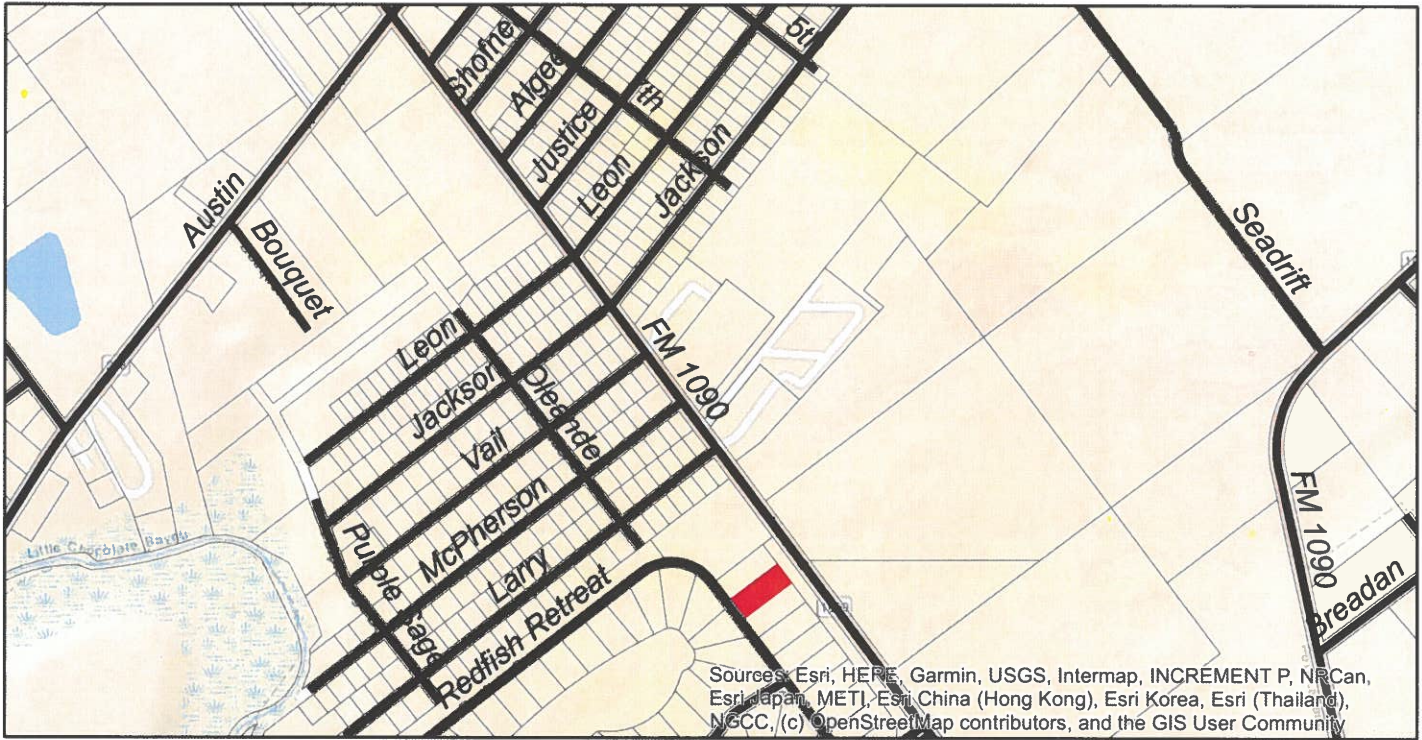 Shofne
Algee
Justice
Leon
Jackson
th
5th
Austin
Bouquet
Seadrift
FM 1090
Leon
Jackson
Vail
McPherson
Larry
Oleande
Purple Sage
Redfish Retreat
Little Chocolate Bayou
FM 1090
Breadan
Sources: Esri, HERE, Garmin, USGS, Intermap, INCREMENT P, NRCan,
Esri Japan, METI, Esri China (Hong Kong), Esri Korea, Esri (Thailand),
NGCC, (c) OpenStreetMap contributors, and the GIS User Community